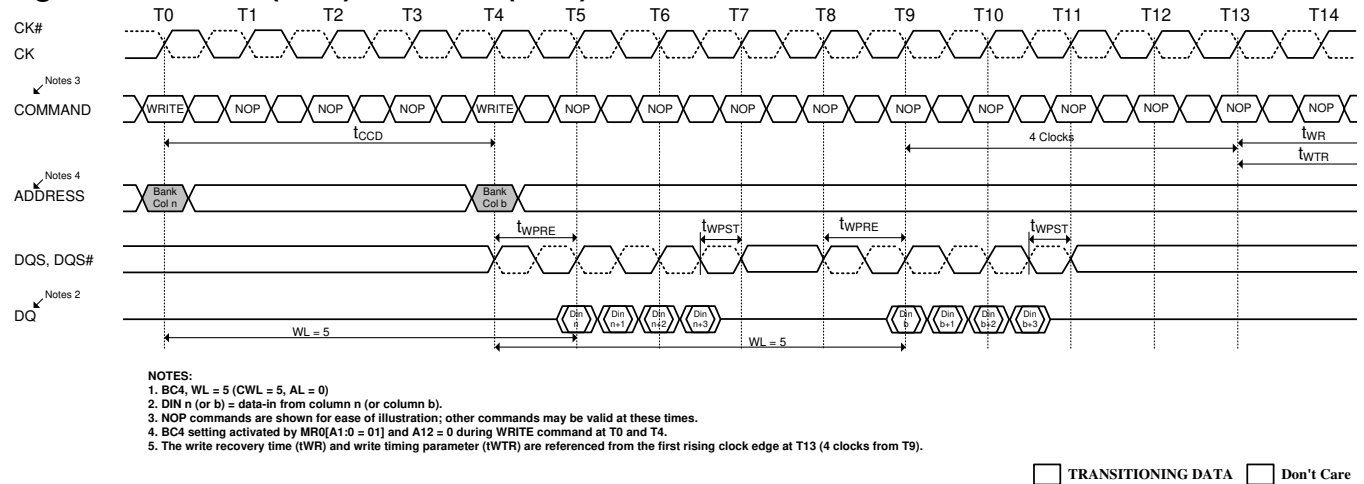 T0 T1 T2 T3 T4 T5 T6 T7 T8 T9 T10 T11 T12 T13 T14
CK#
CK
Notes 3
COMMAND WRITE NOP NOP NOP WRITE NOP NOP NOP NOP NOP NOP NOP NOP NOP NOP
tCCD 4 Clocks tWR
tWTR
Notes 4
ADDRESS
Bank Bank
Col n Col b
tWPRE tWPST tWPRE tWPST
DQS, DQS#
Notes 2
DQ
Din Din Din Din Din Din Din Din
n n+1 n+2 n+3 b b+1 b+2 b+3
WL = 5 WL = 5
NOTES:
1. BC4, WL = 5 (CWL = 5, AL = 0)
2. DIN n (or b) = data-in from column n (or column b).
3. NOP commands are shown for ease of illustration; other commands may be valid at these times.
4. BC4 setting activated by MR0[A1:0 = 01] and A12 = 0 during WRITE command at T0 and T4.
5. The write recovery time (tWR) and write timing parameter (tWTR) are referenced from the first rising clock edge at T13 (4 clocks from T9).
TRANSITIONING DATA Don't Care